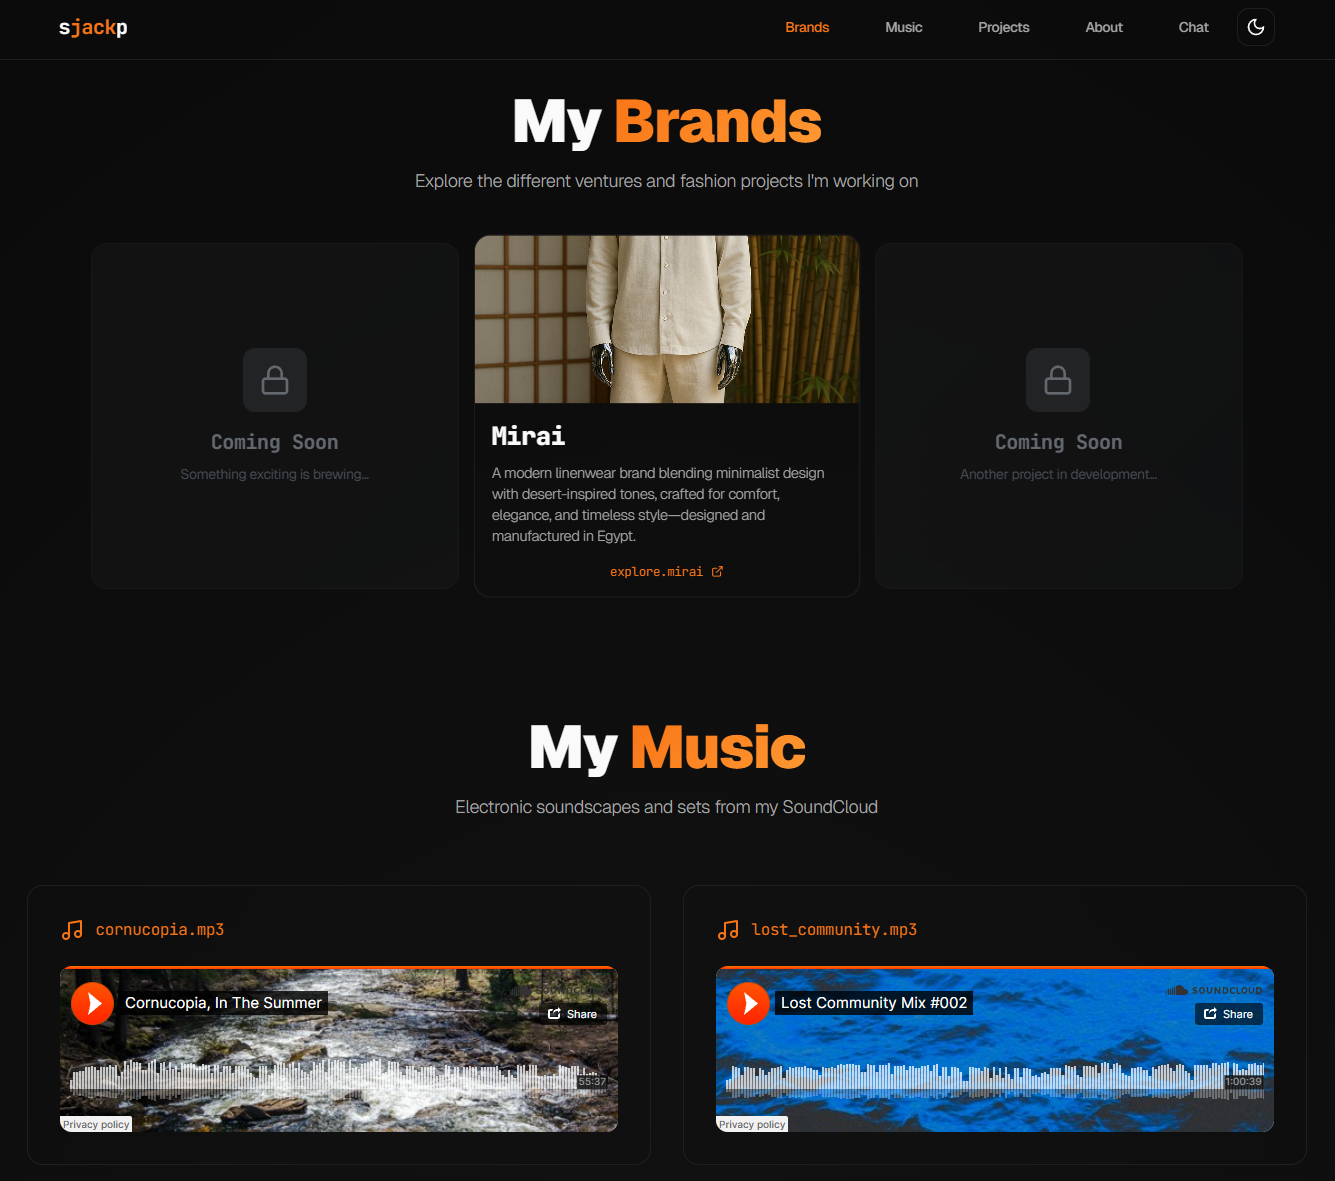 sjackp
Brands
Music
Projects
About
Chat
My Brands
Explore the different ventures and fashion projects I'm working on
Coming Soon
Something exciting is brewing...
Mirai
A modern linenwear brand blending minimalist design
with desert-inspired tones, crafted for comfort,
elegance, and timeless style—designed and
manufactured in Egypt.
explore.mirai
Coming Soon
Another project in development...
My Music
Electronic soundscapes and sets from my SoundCloud
cornucopia.mp3
Cornucopia, In The Summer
SOUNDCLOUD
Share
55:37
Privacy policy
lost_community.mp3
Lost Community Mix #002
SOUNDCLOUD
Share
1:00:39
Privacy policy